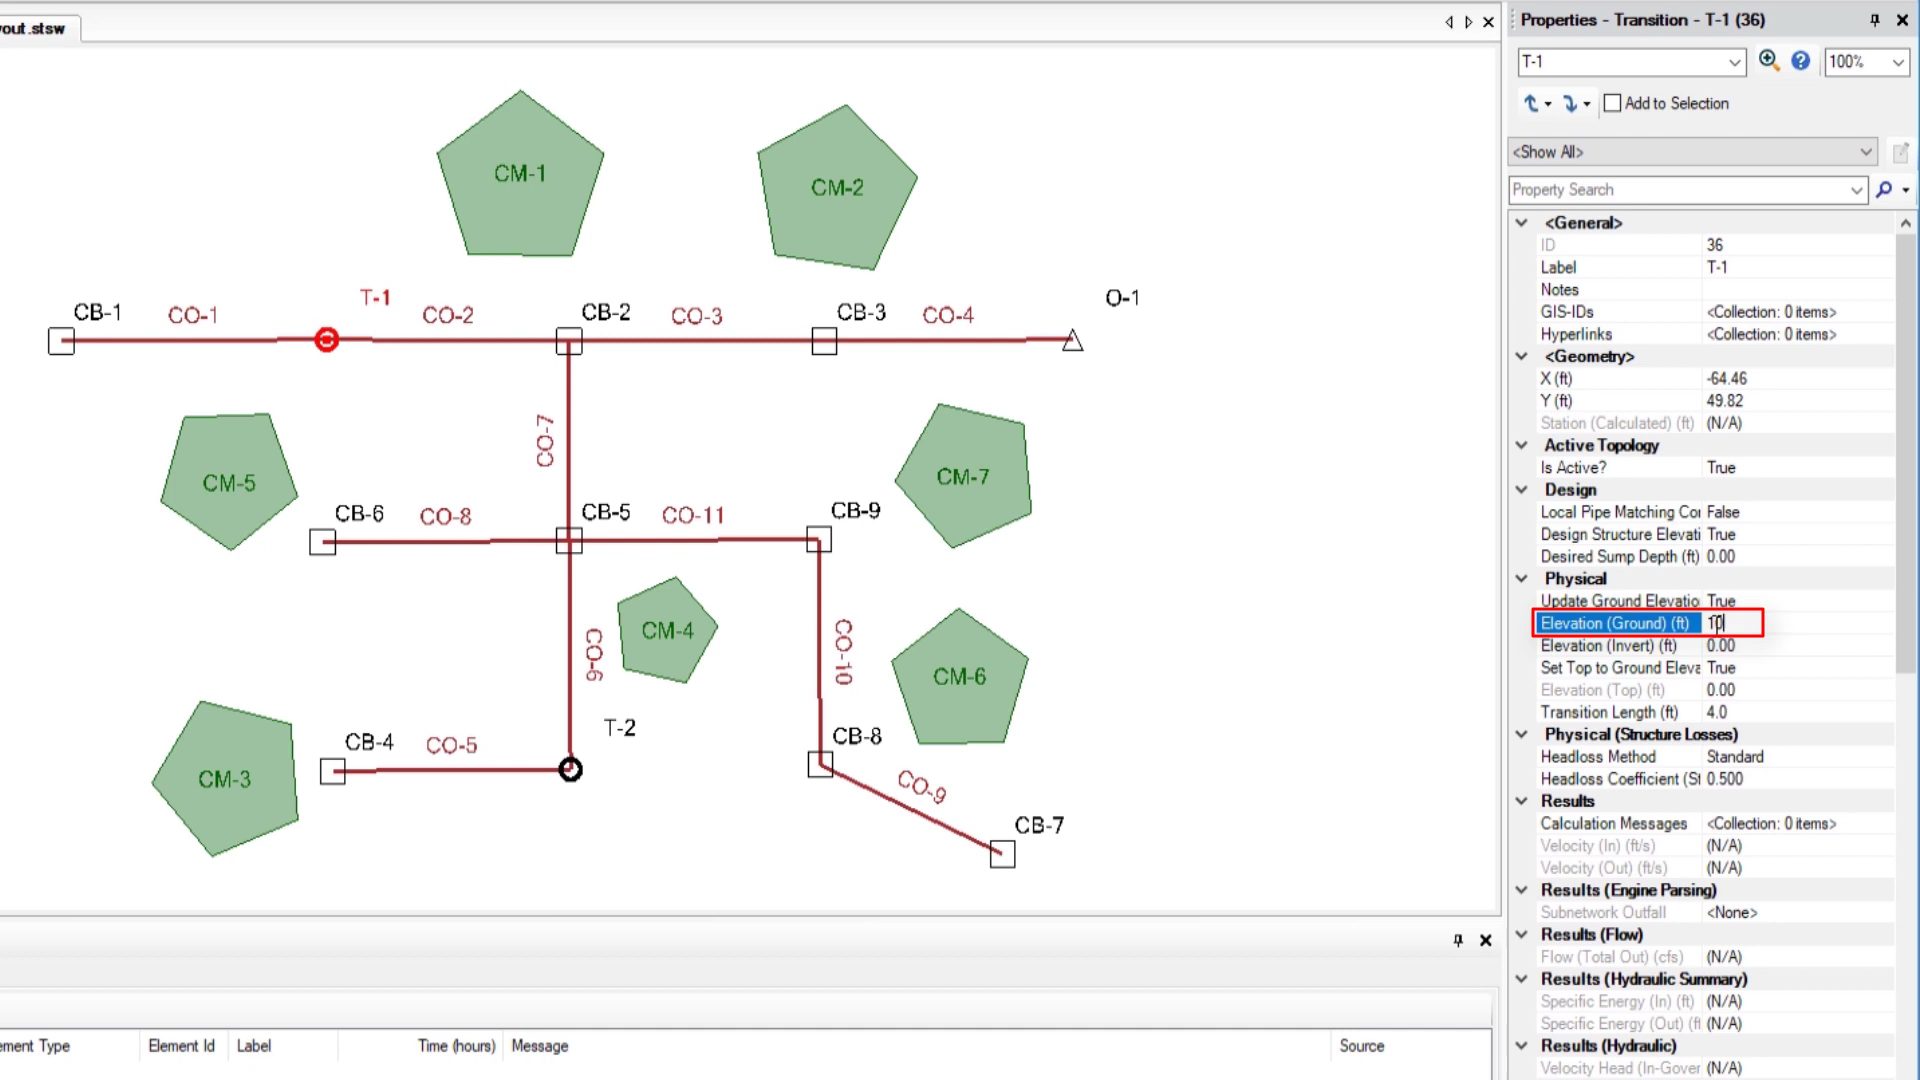 out.stsw
Properties - Transition - T-1 (36)
T-1
100%
Add to Selection
<Show All>
Property Search
<General>
ID 36
Label T-1
Notes
GIS-IDs <Collection: 0 items>
Hyperlinks <Collection: 0 items>
<Geometry>
X (ft) -64.46
Y (ft) 49.82
Station (Calculated) (ft) (N/A)
Active Topology
Is Active? True
Design
Local Pipe Matching Co False
Design Structure Elevati True
Desired Sump Depth (ft) 0.00
Physical
Update Ground Elevatio True
Elevation (Ground) (ft) 10
Elevation (Invert) (ft) 0.00
Set Top to Ground Eleva True
Elevation (Top) (ft) 0.00
Transition Length (ft) 4.0
Physical (Structure Losses)
Headloss Method Standard
Headloss Coefficient (St 0.500
Results
Calculation Messages <Collection: 0 items>
Velocity (In) (ft/s) (N/A)
Velocity (Out) (ft/s) (N/A)
Results (Engine Parsing)
Subnetwork Outfall <None>
Results (Flow)
Flow (Total Out) (cfs) (N/A)
Results (Hydraulic Summary)
Specific Energy (In) (ft) (N/A)
Specific Energy (Out) (ft (N/A)
Results (Hydraulic)
Velocity Head (In-Gover (N/A)
CM-1
CM-2
CB-1
CO-1
T-1
CO-2
CB-2
CO-3
CB-3
CO-4
O-1
CO-7
CM-5
CM-7
CB-6
CO-8
CB-5
CO-11
CB-9
CO-6
CM-4
CO-10
CM-6
T-2
CB-4
CO-5
CB-8
CM-3
CO-9
CB-7
ement Type Element Id Label Time (hours) Message Source